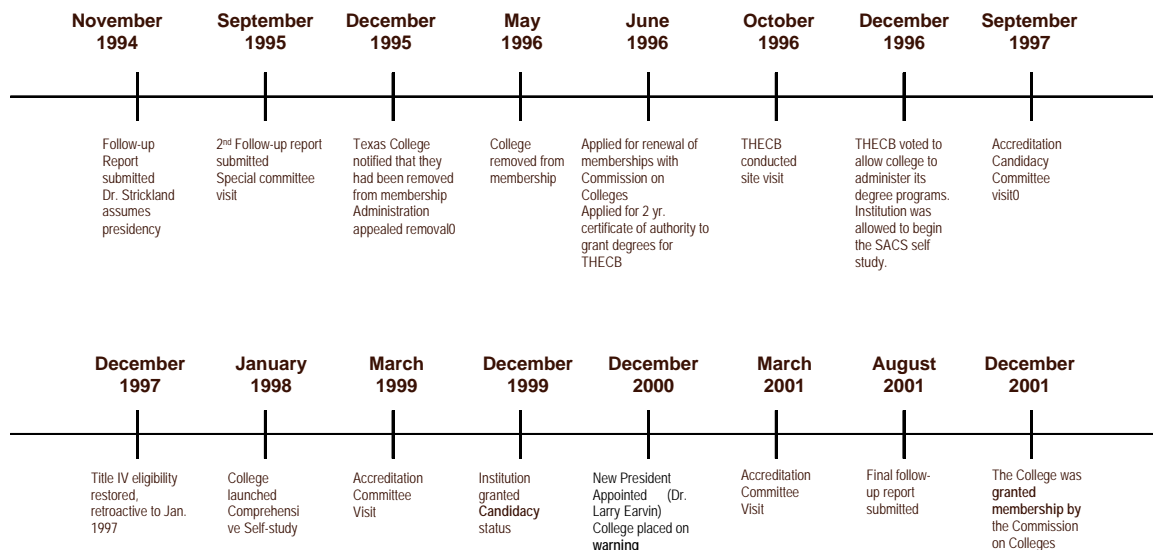 November
1994
September
1995
December
1995
May
1996
June
1996
October
1996
December
1996
September
1997
Follow-up
Report
submitted
Dr. Strickland
assumes
presidency
2nd Follow-up report
submitted
Special committee
visit
Texas College
notified that they
had been removed
from membership
Administration
appealed removal0
College
removed from
membership
Applied for renewal of
memberships with
Commission on
Colleges
Applied for 2 yr.
certificate of authority to
grant degrees for
THECB
THECB
conducted
site visit
THECB voted to
allow college to
administer its
degree programs.
Institution was
allowed to begin
the SACS self
study.
Accreditation
Candidacy
Committee
visit0
December
1997
January
1998
March
1999
December
1999
December
2000
March
2001
August
2001
December
2001
Title IV eligibility
restored,
retroactive to Jan.
1997
College
launched
Comprehensi
ve Self-study
Accreditation
Committee
Visit
Institution
granted
Candidacy
status
New President
Appointed (Dr.
Larry Earvin)
College placed on
warning
Accreditation
Committee
Visit
Final follow-
up report
submitted
The College was
granted
membership by
the Commission
on Colleges